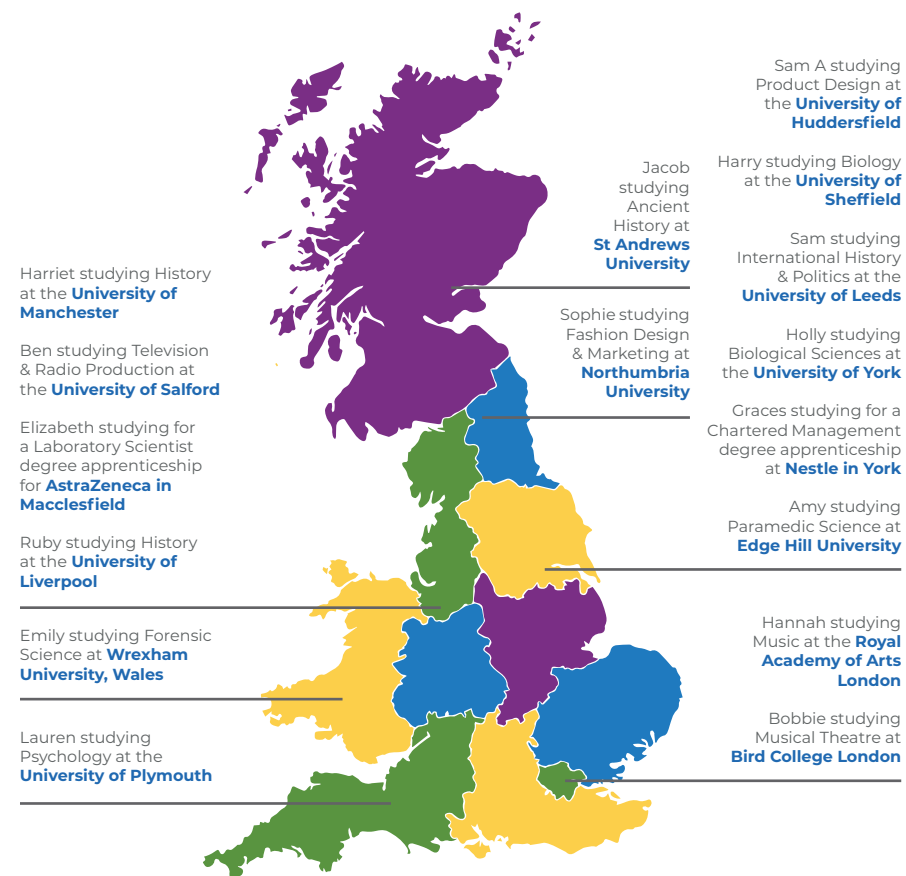 Harriet studying History
at the University of
Manchester
Ben studying Television
& Radio Production at
the University of Salford
Elizabeth studying for
a Laboratory Scientist
degree apprenticeship
for AstraZeneca in
Macclesfield
Ruby studying History
at the University of
Liverpool
Emily studying Forensic
Science at Wrexham
University, Wales
Lauren studying
Psychology at the
University of Plymouth
Jacob
studying
Ancient
History at
St Andrews
University
Sophie studying
Fashion Design
& Marketing at
Northumbria
University
Sam A studying
Product Design at
the University of
Huddersfield
Harry studying Biology
at the University of
Sheffield
Sam studying
International History
& Politics at the
University of Leeds
Holly studying
Biological Sciences at
the University of York
Graces studying for a
Chartered Management
degree apprenticeship
at Nestle in York
Amy studying
Paramedic Science at
Edge Hill University
Hannah studying
Music at the Royal
Academy of Arts
London
Bobbie studying
Musical Theatre at
Bird College London